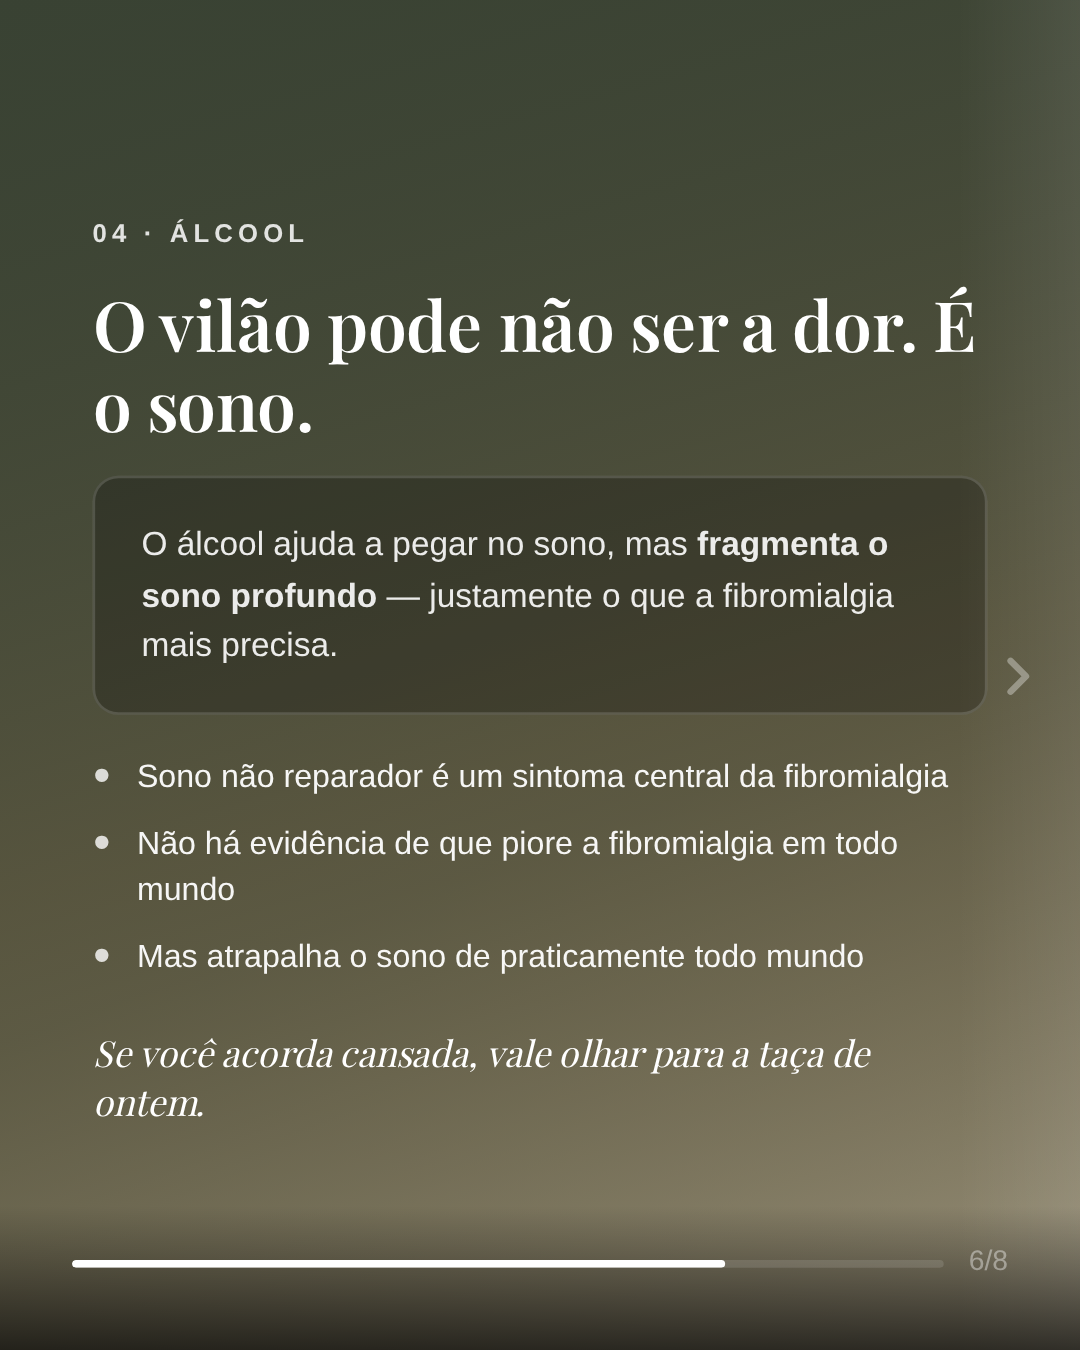 04 · ÁLCOOL
O vilão pode não ser a dor. É
o sono.
O álcool ajuda a pegar no sono, mas fragmenta o
sono profundo — justamente o que a fibromialgia
mais precisa.
Sono não reparador é um sintoma central da fibromialgia
Não há evidência de que piore a fibromialgia em todo
mundo
Mas atrapalha o sono de praticamente todo mundo
Se você acorda cansada, vale olhar para a taça de
ontem.
6/8